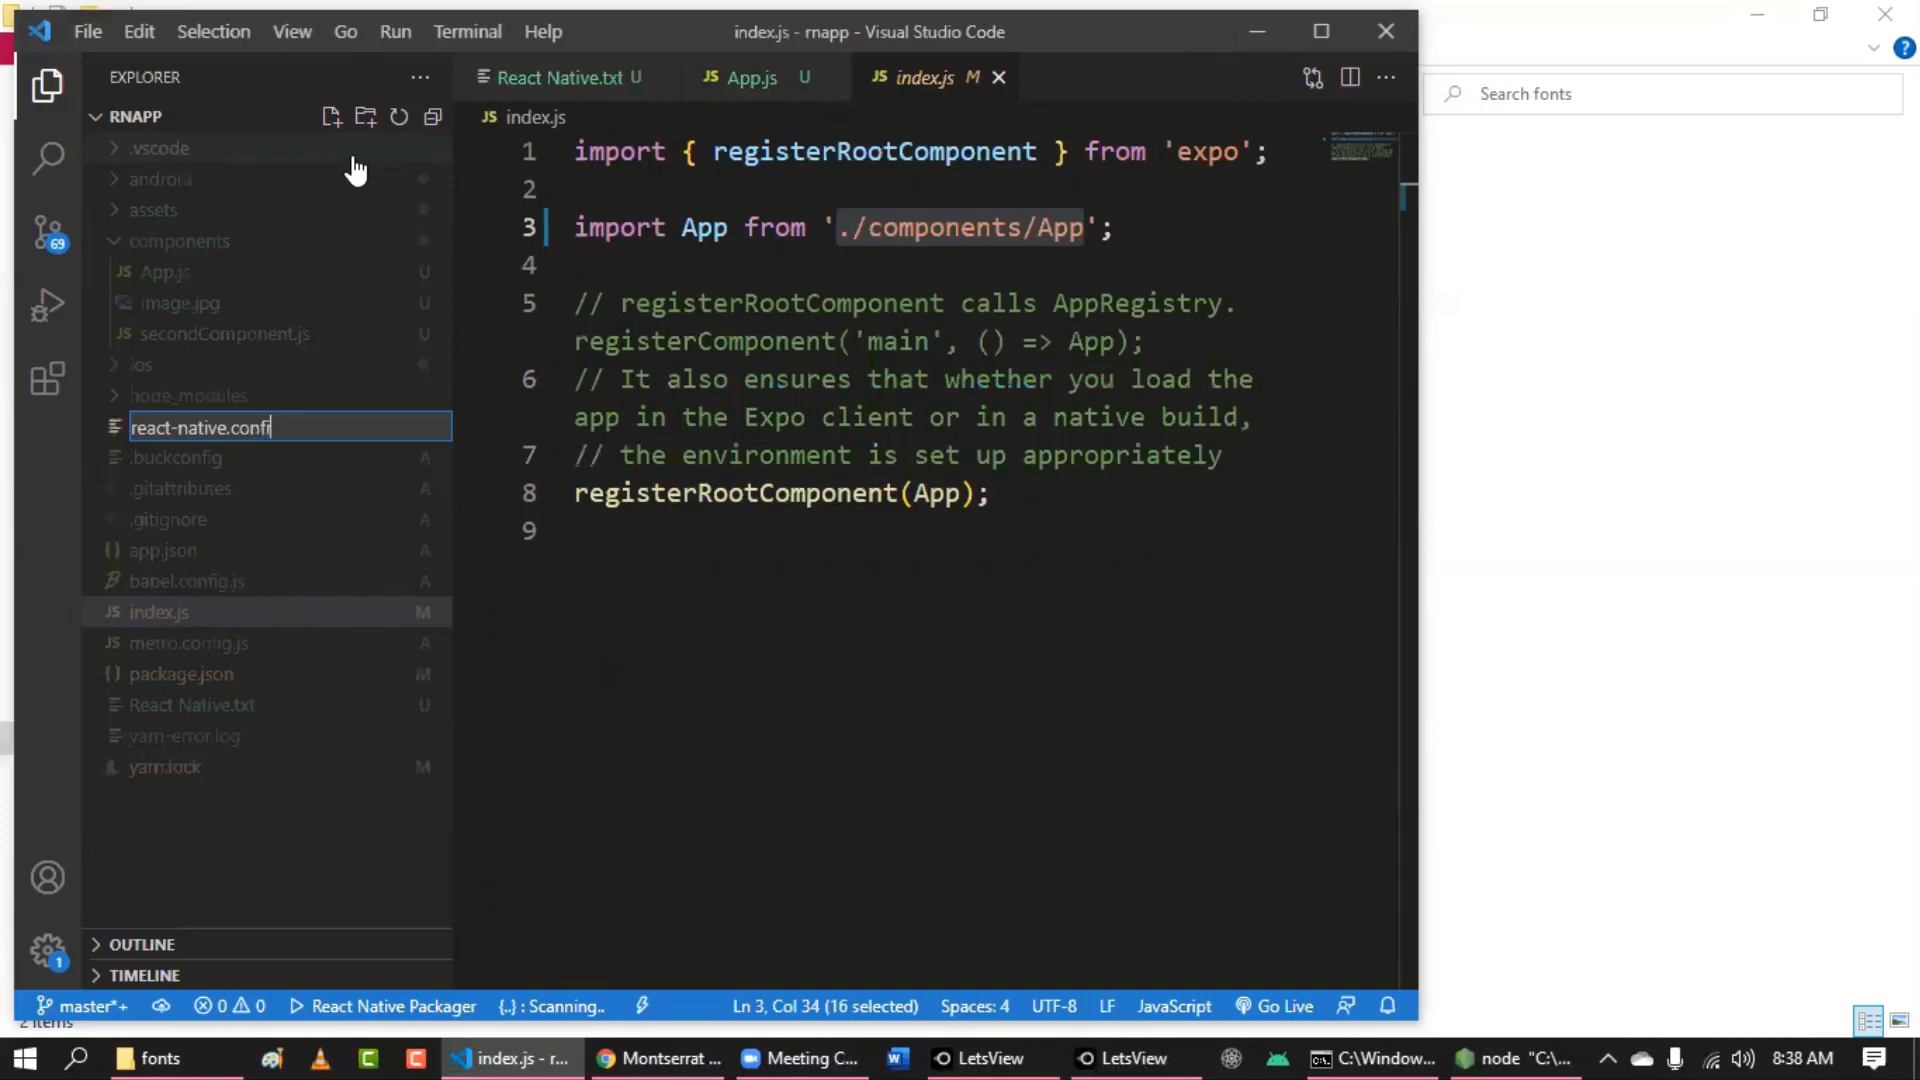 File Edit Selection View Go Run Terminal Help
index.js - rnapp - Visual Studio Code
EXPLORER
React Native.txt U
App.js U
index.js M
Search fonts
RNAPP
index.js
.vscode
android
assets
components
App.js U
image.jpg U
secondComponent.js U
ios
node_modules
react-native.confi
.buckconfig A
.gitattributes A
.gitignore A
app.json A
babel.config.js A
index.js M
metro.config.js A
package.json M
React Native.txt U
yarn-error.log
yarn.lock M
OUTLINE
TIMELINE
69
1
1 import { registerRootComponent } from 'expo';
2
3 import App from './components/App';
4
5 // registerRootComponent calls AppRegistry.
registerComponent('main', () => App);
6 // It also ensures that whether you load the
app in the Expo client or in a native build,
7 // the environment is set up appropriately
8 registerRootComponent(App);
9
master*+ 0 0 React Native Packager {..} : Scanning.. Ln 3, Col 34 (16 selected) Spaces: 4 UTF-8 LF JavaScript Go Live
2 items
fonts index.js - r... Montserrat ... Meeting C... LetsView LetsView C:\Window... node "C:\... 8:38 AM